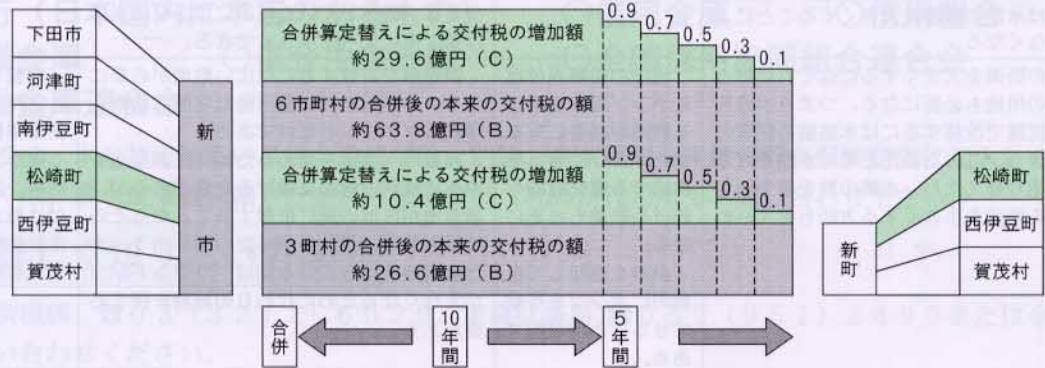 下田市
河津町
南伊豆町
松崎町
西伊豆町
賀茂村
新市
合併算定替えによる交付税の増加額
約29.6億円(C)
6市町村の合併後の本来の交付税の額
約63.8億円(B)
0.9
0.7
0.5
0.3
0.1
合併算定替えによる交付税の増加額
約10.4億円(C)
3町村の合併後の本来の交付税の額
約26.6億円(B)
0.9
0.7
0.5
0.3
0.1
合併
10年間
5年間
新町
松崎町
西伊豆町
賀茂村